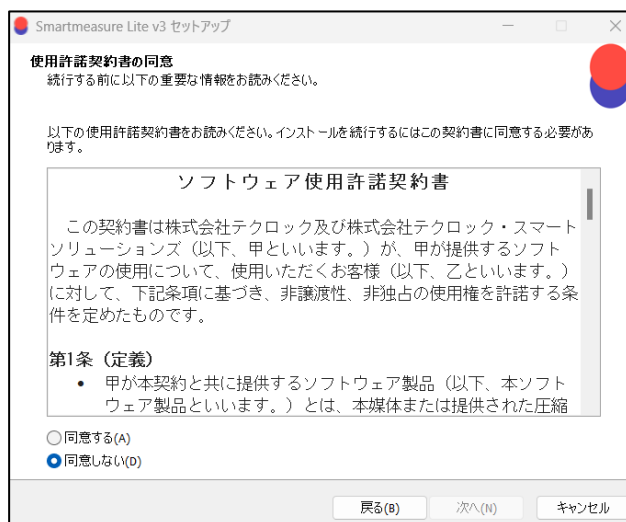 Smartmeasure Lite v3 セットアップ
使用許諾契約書の同意
続行する前に以下の重要な情報をお読みください。
以下の使用許諾契約書をお読みください。インストールを続行するにはこの契約書に同意する必要があ
ります。
ソフトウェア使用許諾契約書
この契約書は株式会社テクロック及び株式会社テクロック・スマート
ソリューションズ（以下、甲といいます。）が、甲が提供するソフト
ウェアの使用について、使用いただくお客様（以下、乙といいます。）
に対して、下記条項に基づき、非譲渡性、非独占の使用権を許諾する条
件を定めたものです。
第1条（定義）
• 甲が本契約と共に提供するソフトウェア製品（以下、本ソフト
ウェア製品といいます。）とは、本媒体または提供された圧縮
同意する(A)
同意しない(D)
戻る(B) 次へ(N) キャンセル